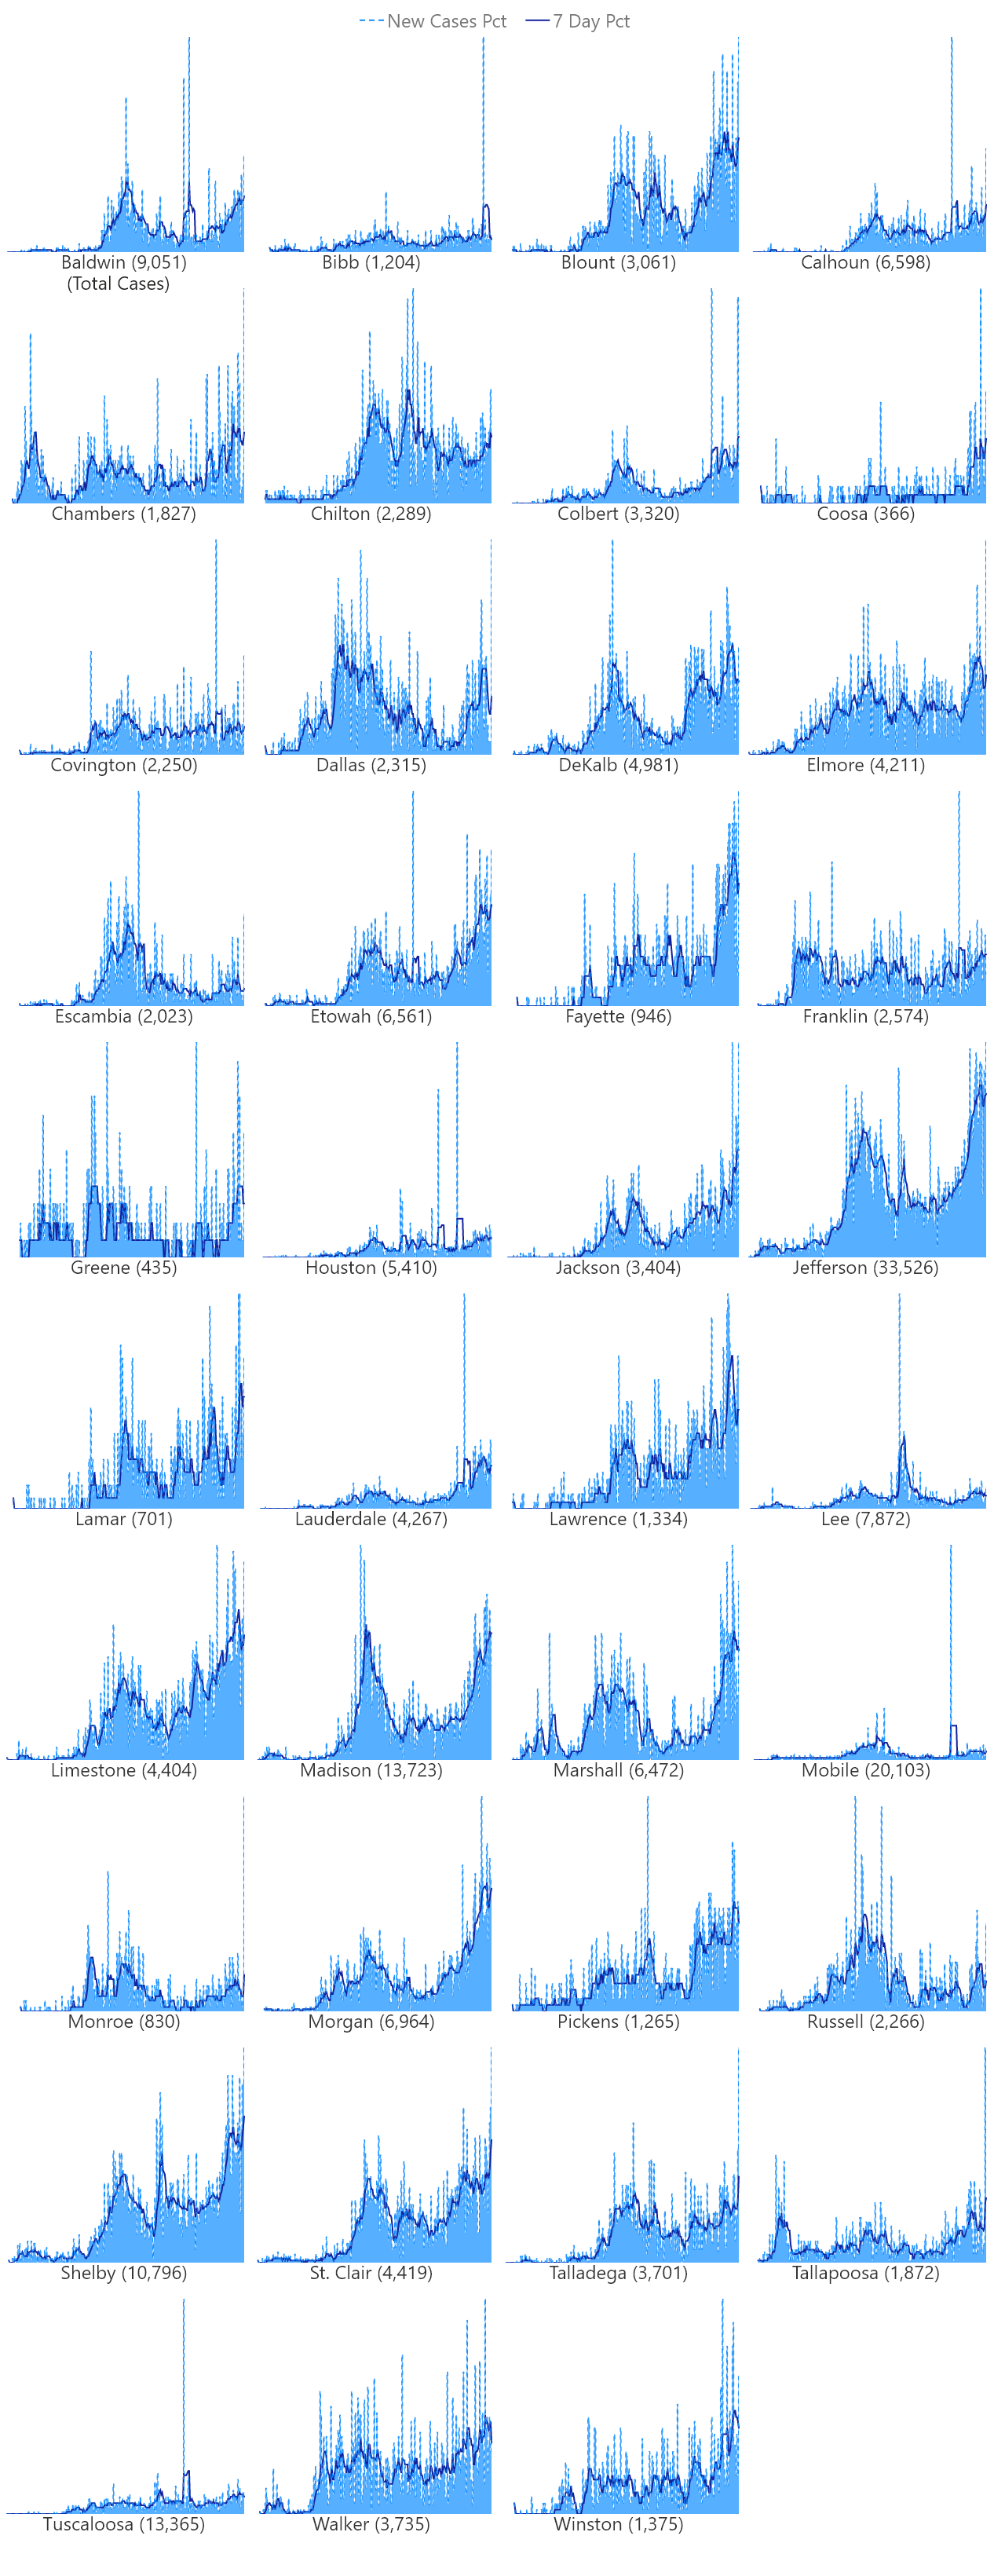 New Cases Pct 7 Day Pct
Baldwin (9,051) Bibb (1,204) Blount (3,061) Calhoun (6,598)
(Total Cases)
Chambers (1,827) Chilton (2,289) Colbert (3,320) Coosa (366)
Covington (2,250) Dallas (2,315) DeKalb (4,981) Elmore (4,211)
Escambia (2,023) Etowah (6,561) Fayette (946) Franklin (2,574)
Greene (435) Houston (5,410) Jackson (3,404) Jefferson (33,526)
Lamar (701) Lauderdale (4,267) Lawrence (1,334) Lee (7,872)
Limestone (4,404) Madison (13,723) Marshall (6,472) Mobile (20,103)
Monroe (830) Morgan (6,964) Pickens (1,265) Russell (2,266)
Shelby (10,796) St. Clair (4,419) Talladega (3,701) Tallapoosa (1,872)
Tuscaloosa (13,365) Walker (3,735) Winston (1,375)